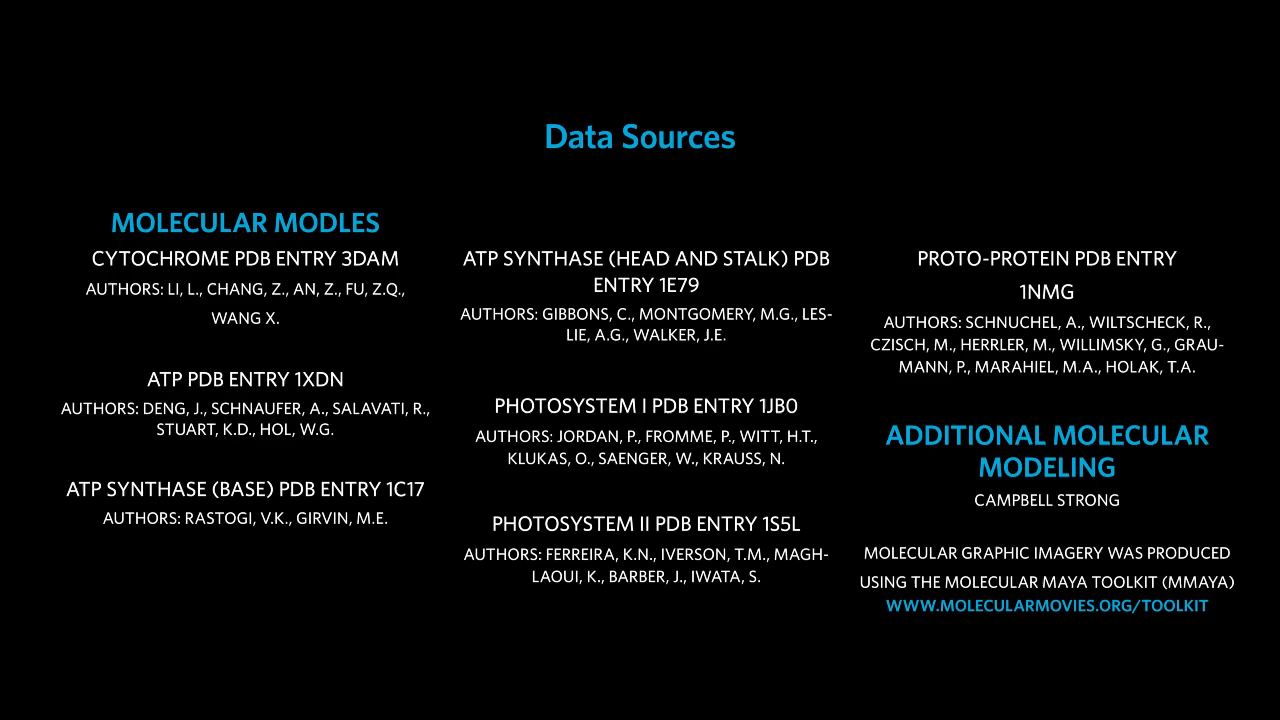 Data Sources
MOLECULAR MODLES
CYTOCHROME PDB ENTRY 3DAM
AUTHORS: LI, L., CHANG, Z., AN, Z., FU, Z.Q.,
WANG X.
ATP PDB ENTRY 1XDN
AUTHORS: DENG, J., SCHNAUFER, A., SALAVATI, R.,
STUART, K.D., HOL, W.G.
ATP SYNTHASE (BASE) PDB ENTRY 1C17
AUTHORS: RASTOGI, V.K., GIRVIN, M.E.
ATP SYNTHASE (HEAD AND STALK) PDB
ENTRY 1E79
AUTHORS: GIBBONS, C., MONTGOMERY, M.G., LES-
LIE, A.G., WALKER, J.E.
PHOTOSYSTEM I PDB ENTRY 1JB0
AUTHORS: JORDAN, P., FROMME, P., WITT, H.T.,
KLUKAS, O., SAENGER, W., KRAUSS, N.
PHOTOSYSTEM II PDB ENTRY 1S5L
AUTHORS: FERREIRA, K.N., IVERSON, T.M., MAGH-
LAOUI, K., BARBER, J., IWATA, S.
PROTO-PROTEIN PDB ENTRY
1NMG
AUTHORS: SCHNUCHEL, A., WILTSCHECK, R.,
CZISCH, M., HERRLER, M., WILLIMSKY, G., GRAU-
MANN, P., MARAHIEL, M.A., HOLAK, T.A.
ADDITIONAL MOLECULAR
MODELING
CAMPBELL STRONG
MOLECULAR GRAPHIC IMAGERY WAS PRODUCED
USING THE MOLECULAR MAYA TOOLKIT (MMAYA)
WWW.MOLECULARMOVIES.ORG/TOOLKIT